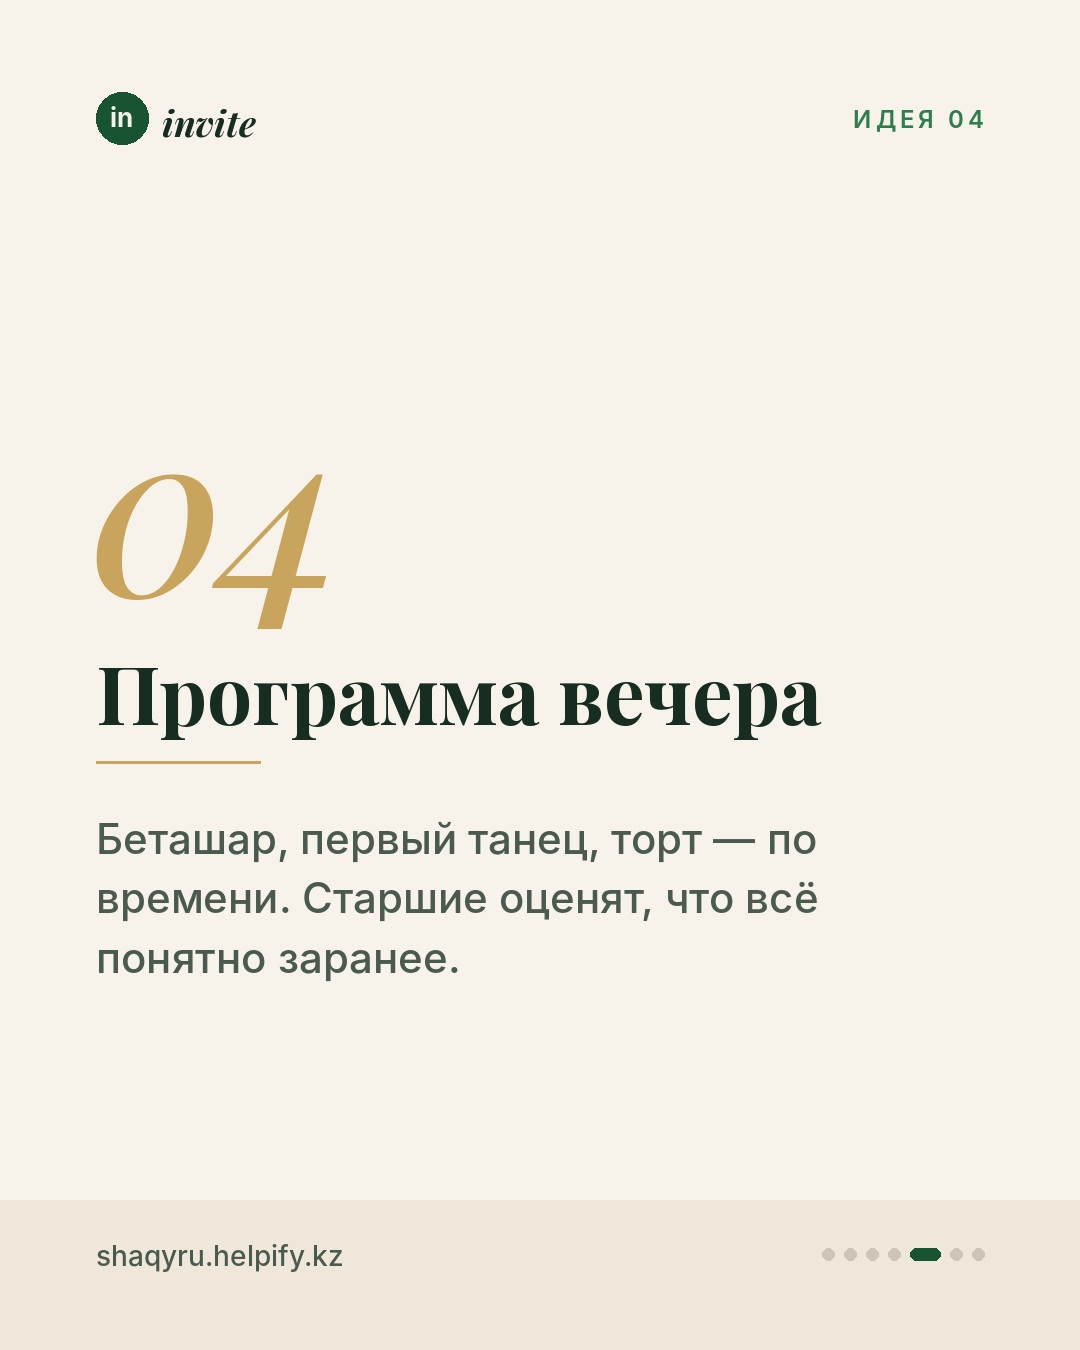 in invite
ИДЕЯ 04
04
Программа вечера
Беташар, первый танец, торт — по
времени. Старшие оценят, что всё
понятно заранее.
shaqyru.helpify.kz